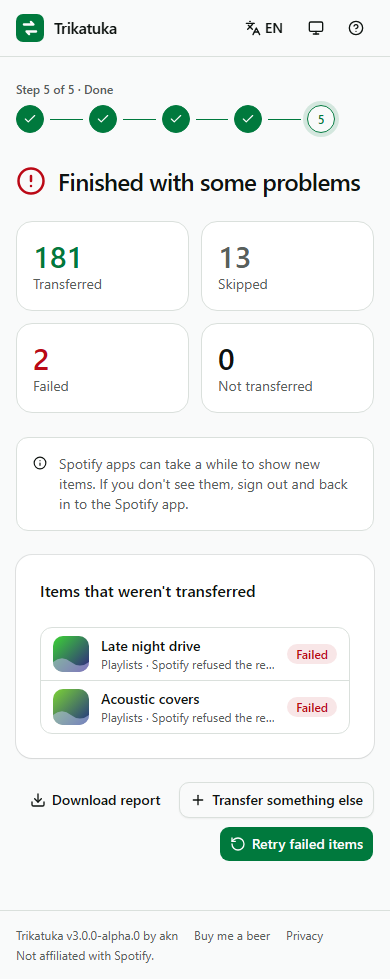 Trikatuka
EN
Step 5 of 5 · Done
5
Finished with some problems
181
Transferred
13
Skipped
2
Failed
0
Not transferred
Spotify apps can take a while to show new
items. If you don't see them, sign out and back
in to the Spotify app.
Items that weren't transferred
Late night drive
Playlists · Spotify refused the re...
Failed
Acoustic covers
Playlists · Spotify refused the re...
Failed
Download report
Transfer something else
Retry failed items
Trikatuka v3.0.0-alpha.0 by akn Buy me a beer Privacy
Not affiliated with Spotify.